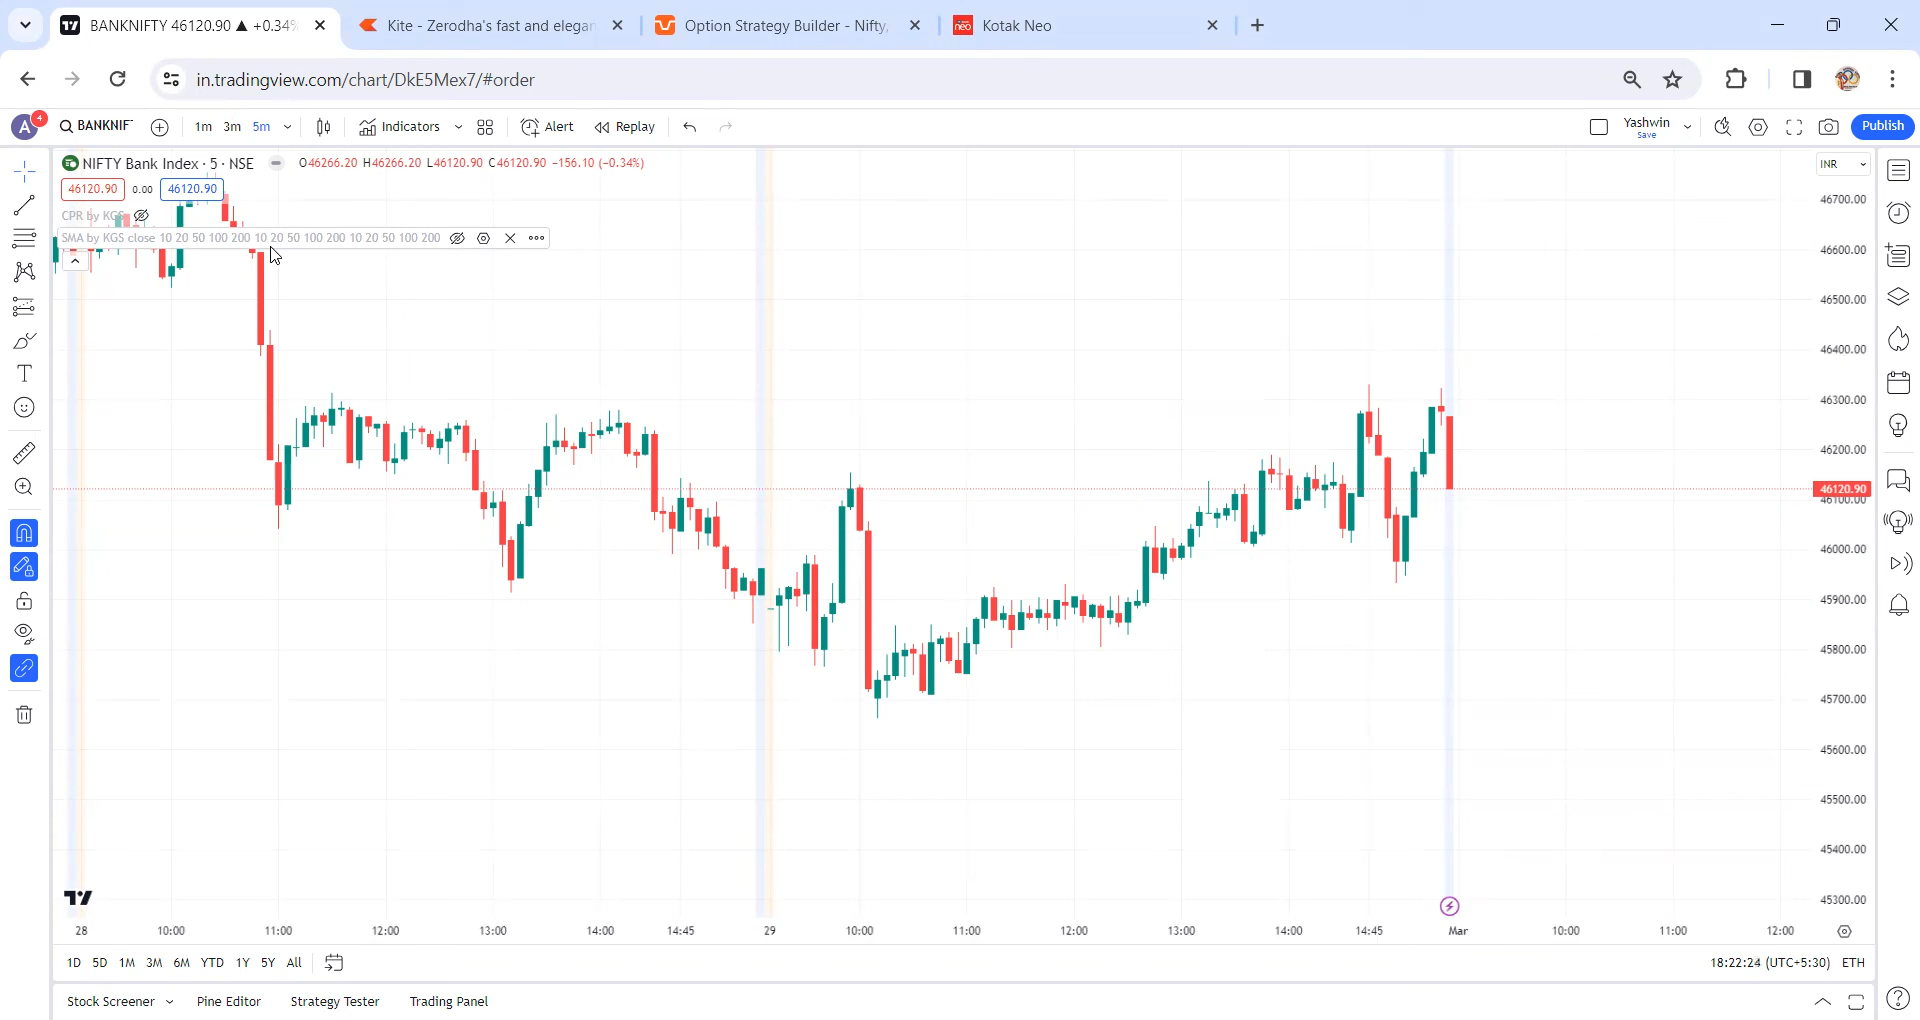 BANKNIFTY 46120.90 ▲ +0.34%
Kite - Zerodha's fast and elegan
Option Strategy Builder - Nifty,
neo Kotak Neo
in.tradingview.com/chart/DkE5Mex7/#order
A 4 BANKNIF 1m 3m 5m Indicators Alert Replay Yashwin Save Publish
NIFTY Bank Index · 5 · NSE O46266.20 H46266.20 L46120.90 C46120.90 −156.10 (−0.34%) INR
46120.90 0.00 46120.90
CPR by KGS
SMA by KGS close 10 20 50 100 200 10 20 50 100 200 10 20 50 100 200
46700.00
46600.00
46500.00
46400.00
46300.00
46200.00
46120.90
46100.00
46000.00
45900.00
45800.00
45700.00
45600.00
45500.00
45400.00
45300.00
28 10:00 11:00 12:00 13:00 14:00 14:45 29 10:00 11:00 12:00 13:00 14:00 14:45 Mar 10:00 11:00 12:00
1D 5D 1M 3M 6M YTD 1Y 5Y All 18:22:24 (UTC+5:30) ETH
Stock Screener Pine Editor Strategy Tester Trading Panel